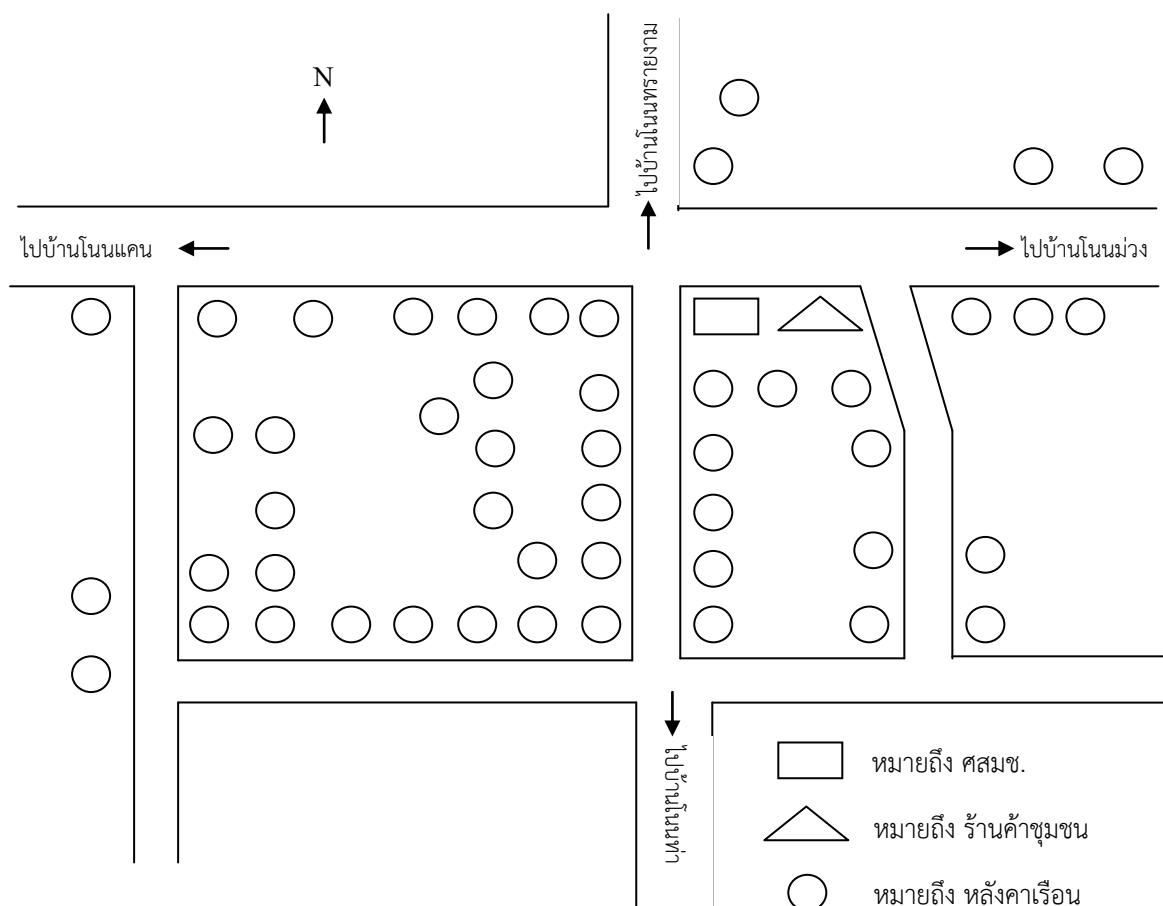 N
ไปบ้านโนนทรายงาม
ไปบ้านโนนแคน
ไปบ้านโนนม่วง
ไปบ้านโนนท่า
หมายถึง ศสมช.
หมายถึง ร้านค้าชุมชน
หมายถึง หลังคาเรือน